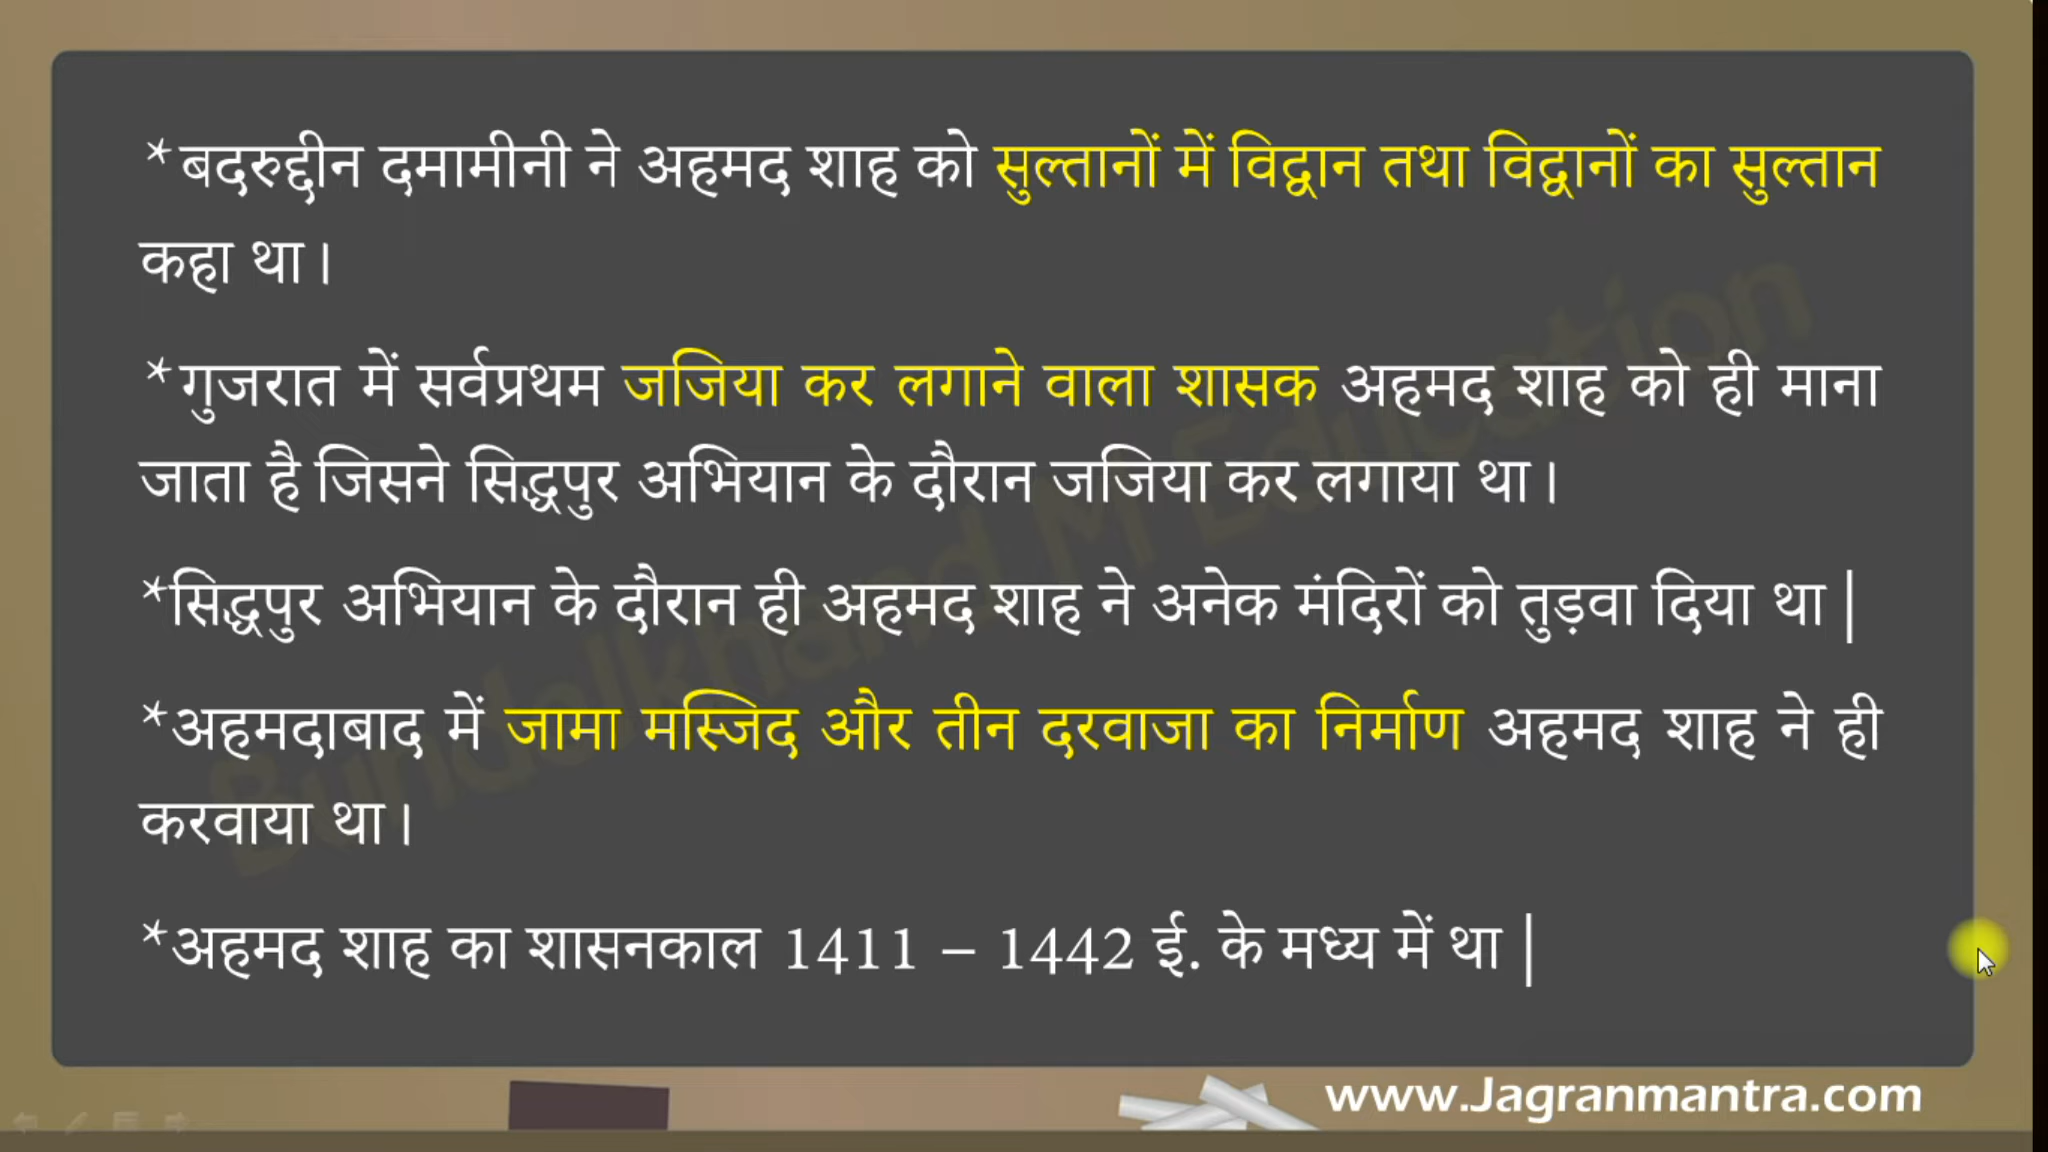 *बदरुद्दीन दमामीनी ने अहमद शाह को सुल्तानों में विद्वान तथा विद्वानों का सुल्तान
कहा था।
*गुजरात में सर्वप्रथम जजिया कर लगाने वाला शासक अहमद शाह को ही माना
जाता है जिसने सिद्धपुर अभियान के दौरान जजिया कर लगाया था।
*सिद्धपुर अभियान के दौरान ही अहमद शाह ने अनेक मंदिरों को तुड़वा दिया था |
*अहमदाबाद में जामा मस्जिद और तीन दरवाजा का निर्माण अहमद शाह ने ही
करवाया था।
*अहमद शाह का शासनकाल 1411 – 1442 ई. के मध्य में था |
Bundelkhand M Education
www.Jagranmantra.com